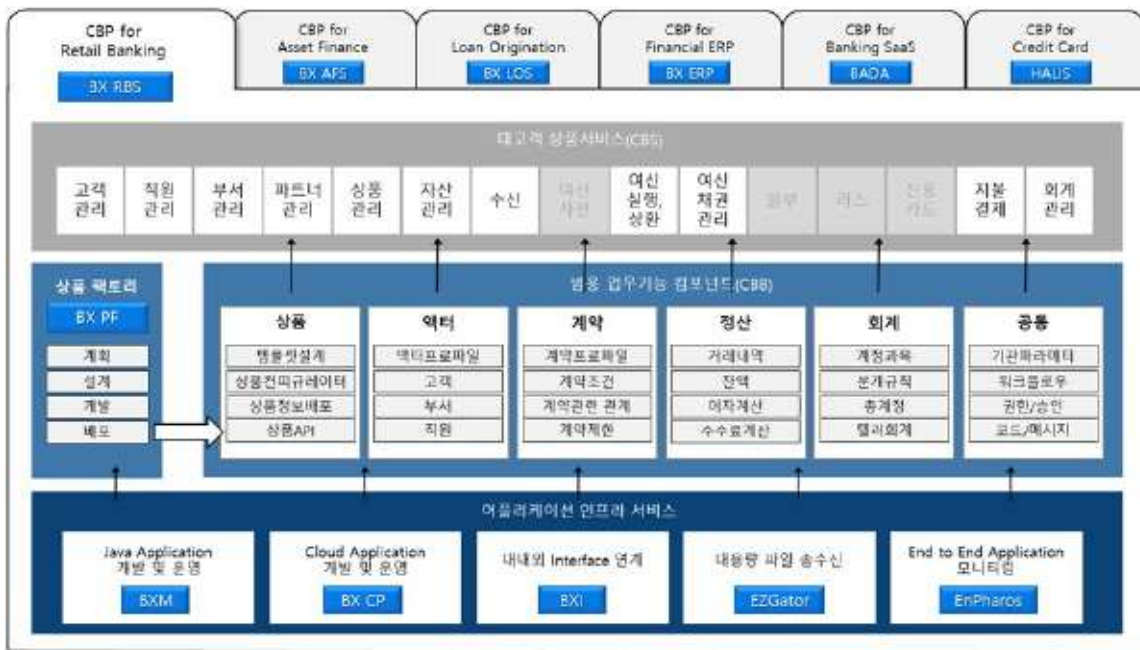 CBP for
Retail Banking
BX RBS
CBP for
Asset Finance
BX AFS
CBP for
Loan Origination
BX LOS
CBP for
Financial ERP
BX ERP
CBP for
Banking SaaS
BADA
CBP for
Credit Card
HALIS
대고객 상품서비스(CBS)
고객
관리
직원
관리
부서
관리
파트너
관리
상품
관리
자산
관리
수신
여신
여신
실행,
상환
여신
채권
관리
할부
리스
신용
카드
지불
결제
회계
관리
상품 팩토리
BX PF
계획
설계
개발
배포
범용 업무기능 컴포넌트(CBB)
상품
템플릿설계
상품컨피규레이터
상품정보배포
상품API
액터
액터프로파일
고객
부서
직원
계약
계약프로파일
계약조건
계약관련 관계
계약제한
정산
거래내역
잔액
이자계산
수수료계산
회계
계정과목
분개규칙
총계정
텔러회계
공통
기관파라메타
워크플로우
권한/승인
코드/메시지
어플리케이션 인프라 서비스
Java Application
개발 및 운영
BXM
Cloud Application
개발 및 운영
BX CP
대내외 Interface 연계
BXI
대용량 파일 송수신
EZGator
End to End Application
모니터링
EnPharos